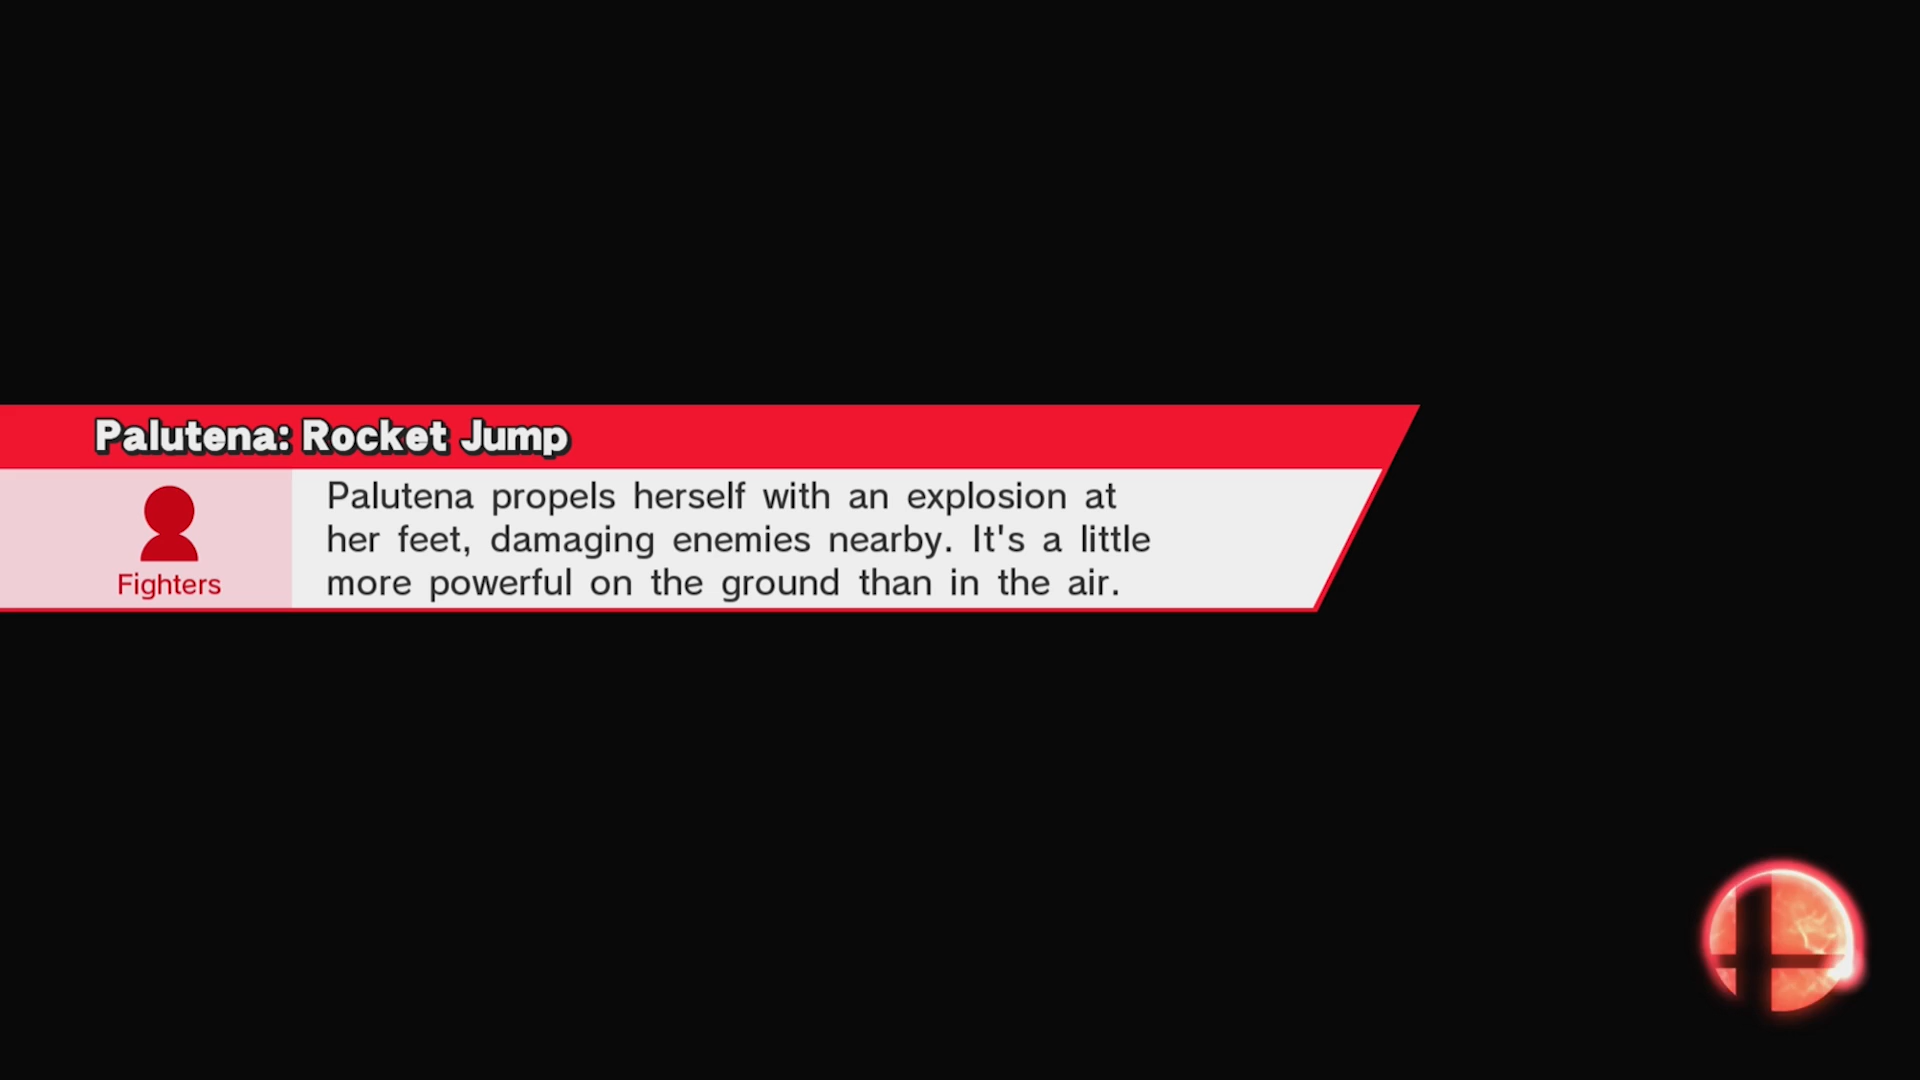 Palutena: Rocket Jump
Fighters
Palutena propels herself with an explosion at
her feet, damaging enemies nearby. It's a little
more powerful on the ground than in the air.